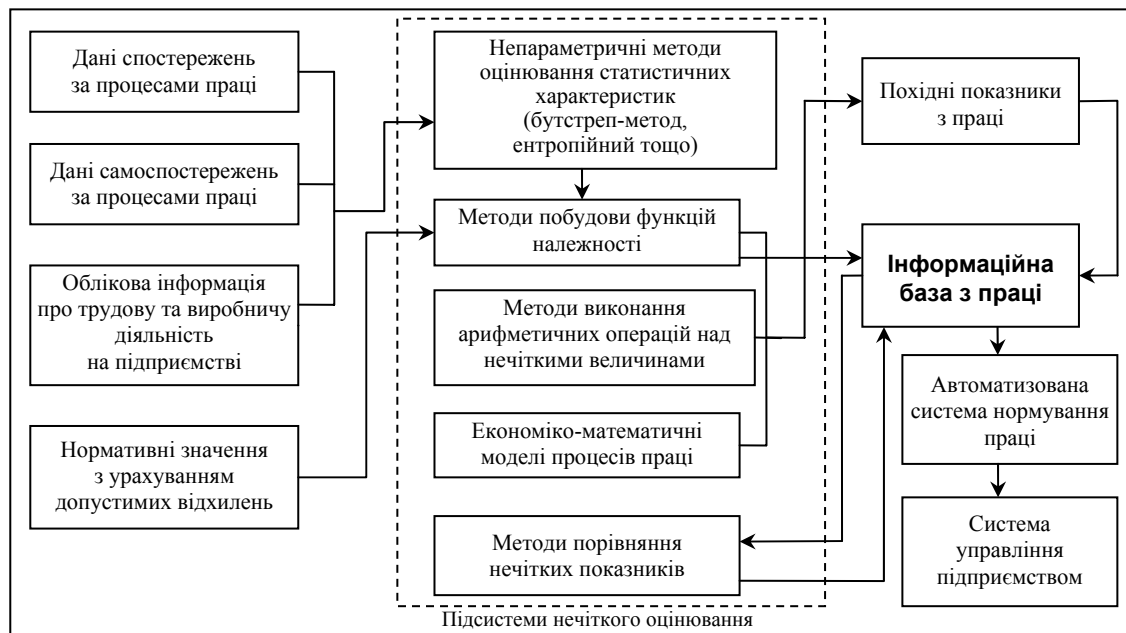 Дані спостережень
за процесами праці
Дані самоспостережень
за процесами праці
Облікова інформація
про трудову та виробничу
діяльність
на підприємстві
Нормативні значення
з урахуванням
допустимих відхилень
Непараметричні методи
оцінювання статистичних
характеристик
(бутстреп-метод,
ентропійний тощо)
Методи побудови функцій
належності
Методи виконання
арифметичних операцій над
нечіткими величинами
Економіко-математичні
моделі процесів праці
Методи порівняння
нечітких показників
Підсистеми нечіткого оцінювання
Похідні показники
з праці
Інформаційна
база з праці
Автоматизована
система нормування
праці
Система
управління
підприємством